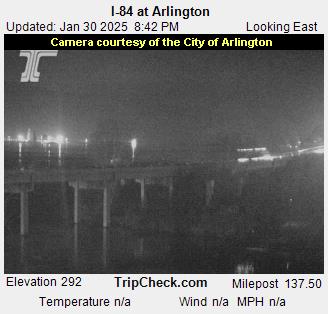 I-84 at Arlington
Updated: Jan 30 2025 8:42 PM Looking East
Camera courtesy of the City of Arlington
Elevation 292 TripCheck.com Milepost 137.50
Temperature n/a Wind n/a MPH n/a